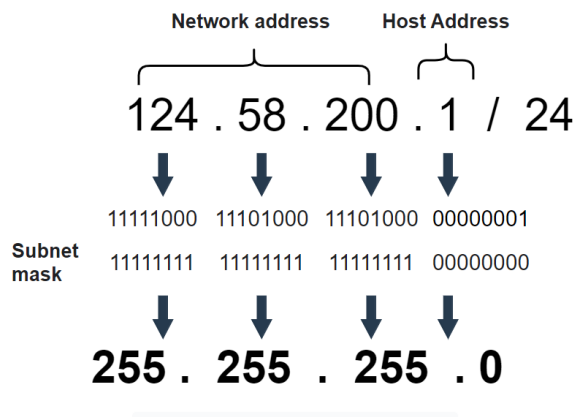 Network address Host Address
124 . 58 . 200 . 1 / 24
11111000 11101000 11101000 00000001
Subnet mask
11111111 11111111 11111111 00000000
255 . 255 . 255 . 0